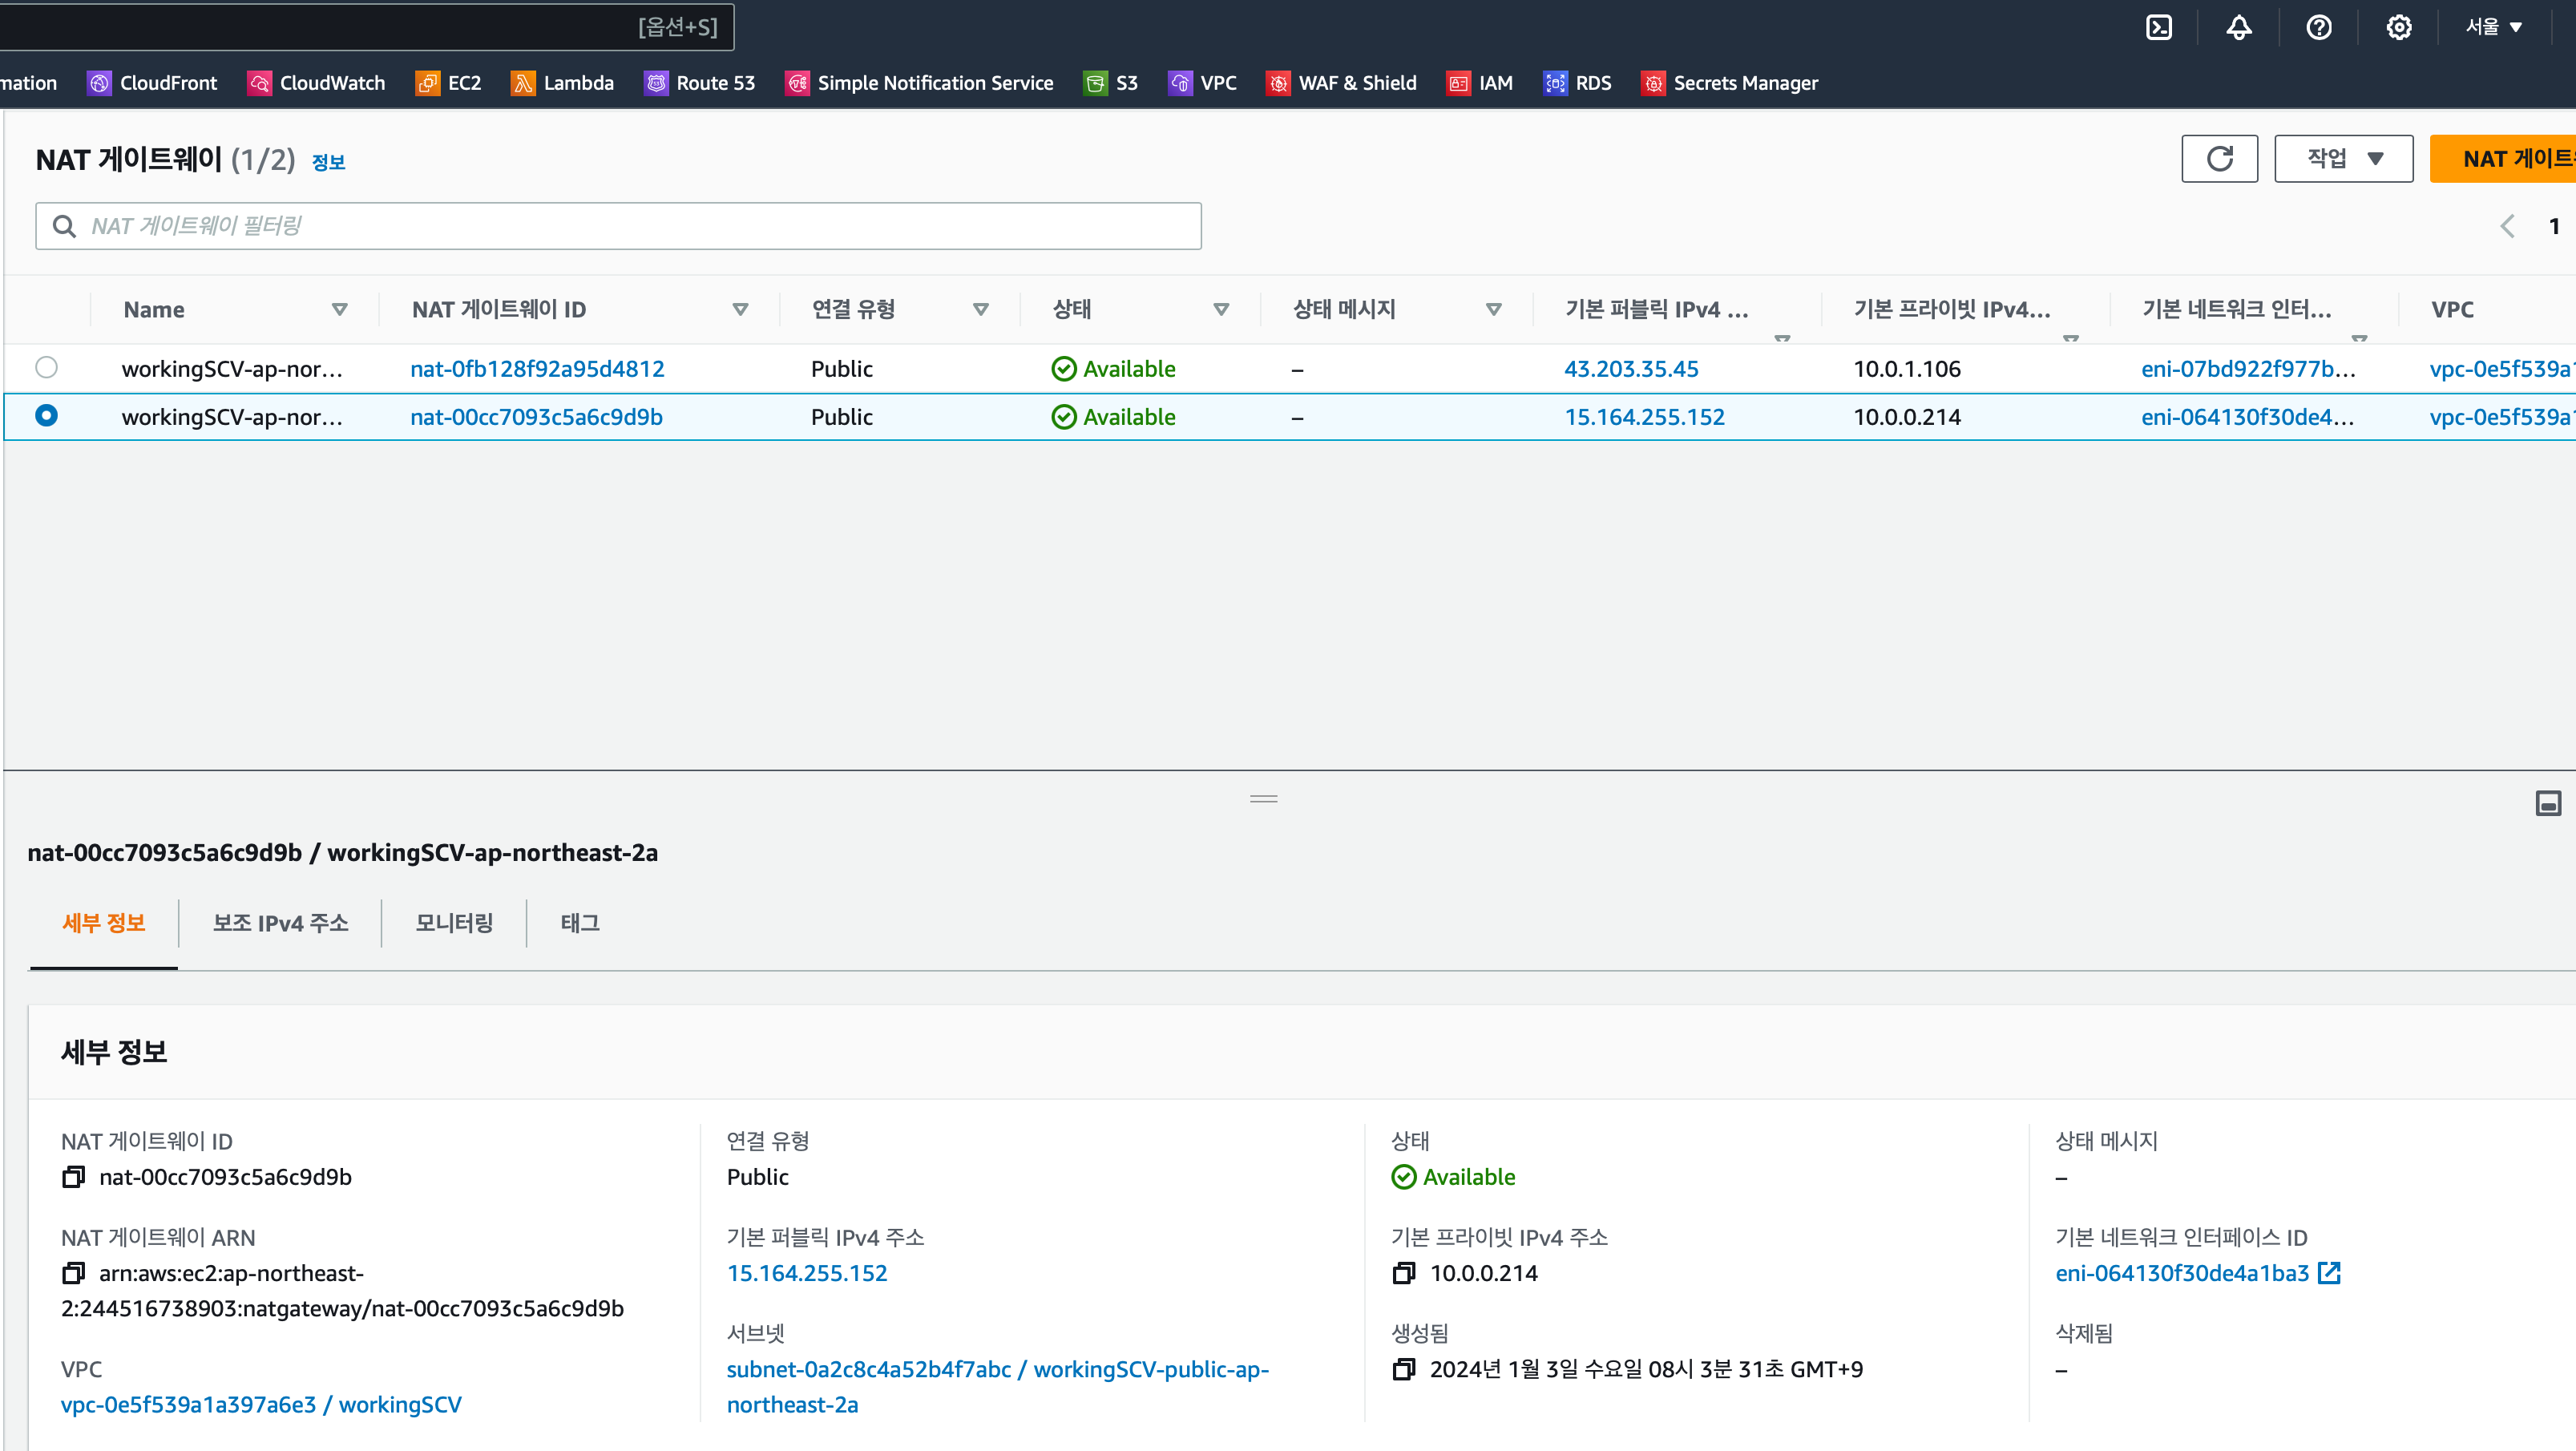 [옵션+S]
서울
mation CloudFront CloudWatch EC2 Lambda Route 53 Simple Notification Service S3 VPC WAF & Shield IAM RDS Secrets Manager
NAT 게이트웨이 (1/2) 정보
작업
NAT 게이트
NAT 게이트웨이 필터링
1
Name NAT 게이트웨이 ID 연결 유형 상태 상태 메시지 기본 퍼블릭 IPv4 ... 기본 프라이빗 IPv4... 기본 네트워크 인터... VPC
workingSCV-ap-nor... nat-0fb128f92a95d4812 Public Available – 43.203.35.45 10.0.1.106 eni-07bd922f977b... vpc-0e5f539a1
workingSCV-ap-nor... nat-00cc7093c5a6c9d9b Public Available – 15.164.255.152 10.0.0.214 eni-064130f30de4... vpc-0e5f539a1
nat-00cc7093c5a6c9d9b / workingSCV-ap-northeast-2a
세부 정보 보조 IPv4 주소 모니터링 태그
세부 정보
NAT 게이트웨이 ID
nat-00cc7093c5a6c9d9b
NAT 게이트웨이 ARN
arn:aws:ec2:ap-northeast-
2:244516738903:natgateway/nat-00cc7093c5a6c9d9b
VPC
vpc-0e5f539a1a397a6e3 / workingSCV
연결 유형
Public
기본 퍼블릭 IPv4 주소
15.164.255.152
서브넷
subnet-0a2c8c4a52b4f7abc / workingSCV-public-ap-
northeast-2a
상태
Available
기본 프라이빗 IPv4 주소
10.0.0.214
생성됨
2024년 1월 3일 수요일 08시 3분 31초 GMT+9
상태 메시지
–
기본 네트워크 인터페이스 ID
eni-064130f30de4a1ba3
삭제됨
–